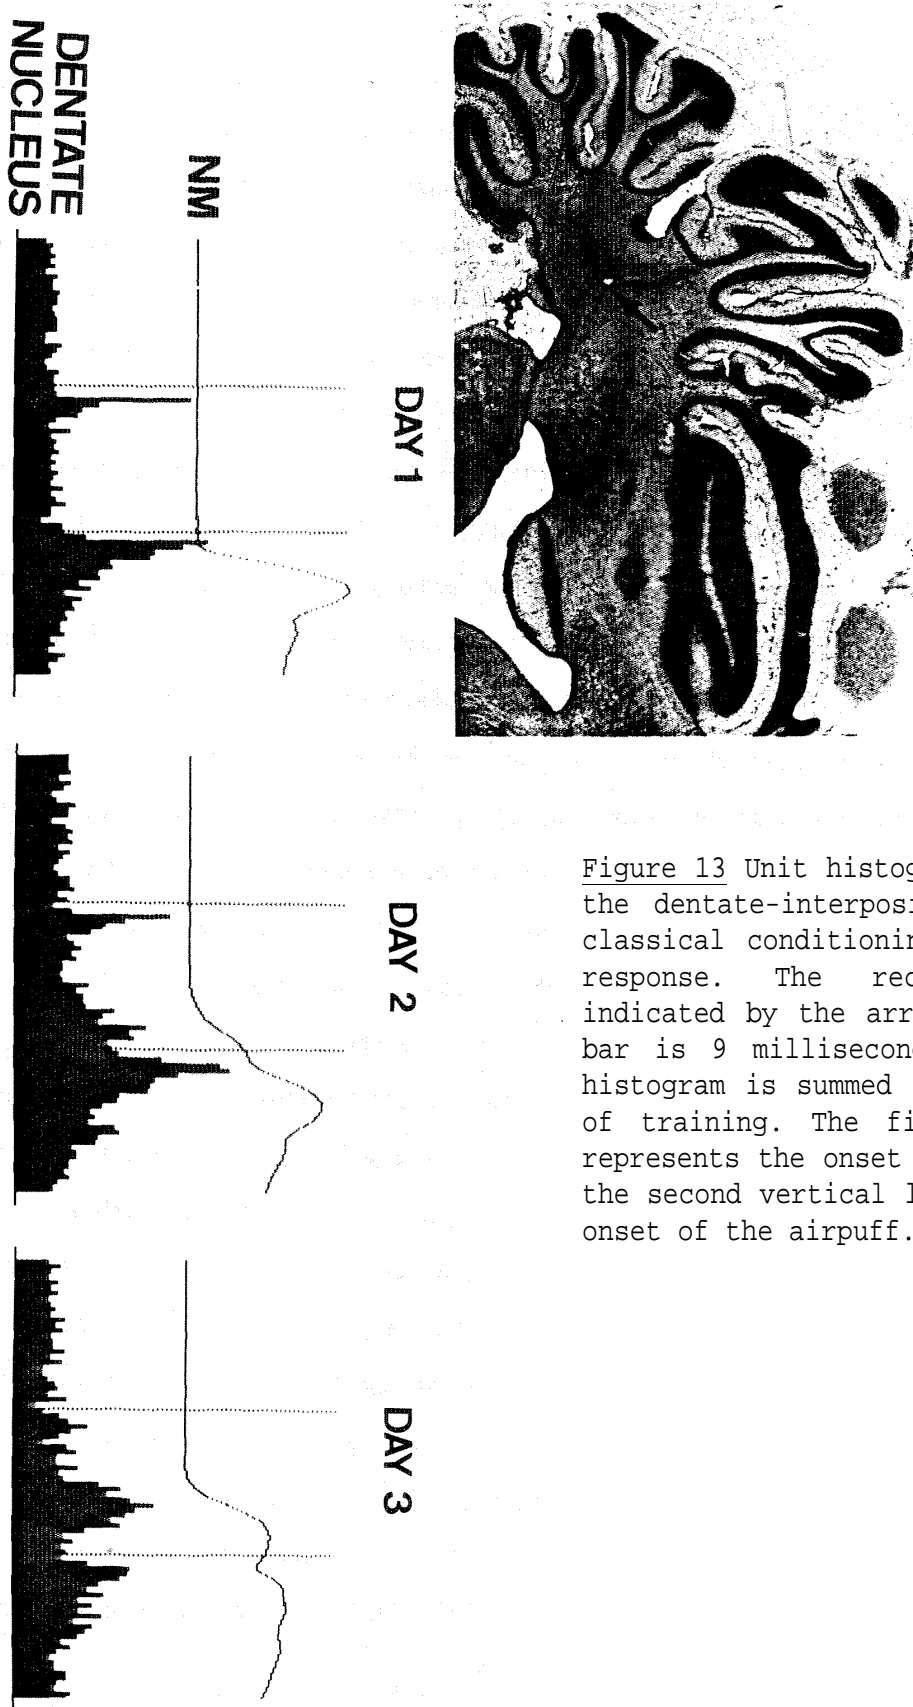 DENTATE
NUCLEUS
NM
DAY 1
DAY 2
DAY 3
Figure 13 Unit histog
the dentate-interposi
classical conditionin
response. The rec
indicated by the arr
bar is 9 millisecon
histogram is summed
of training. The fi
represents the onset
the second vertical l
onset of the airpuff.